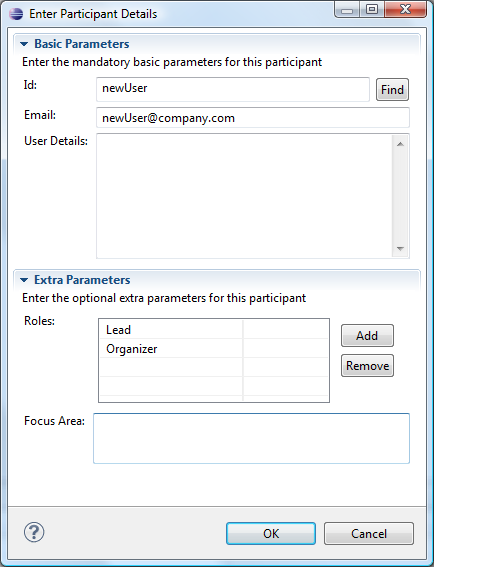 Enter Participant Details
Basic Parameters
Enter the mandatory basic parameters for this participant
Id: newUser Find
Email: newUser@company.com
User Details:
Extra Parameters
Enter the optional extra parameters for this participant
Roles: Lead Add
Organizer
Remove
Focus Area:
? OK Cancel